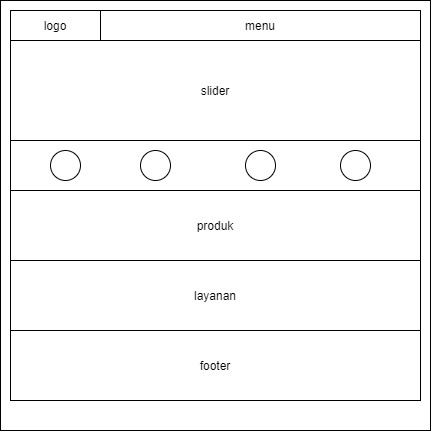 logo
menu
slider
produk
layanan
footer